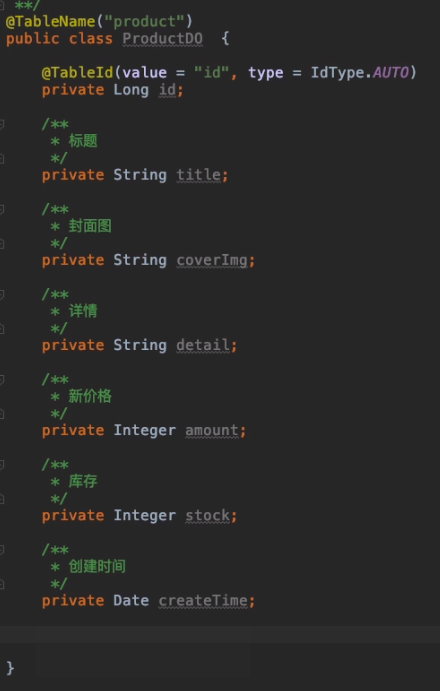 **/
@TableName("product")
public class ProductDO {
@TableId(value = "id", type = IdType.AUTO)
private Long id;
/**
* 标题
*/
private String title;
/**
* 封面图
*/
private String coverImg;
/**
* 详情
*/
private String detail;
/**
* 新价格
*/
private Integer amount;
/**
* 库存
*/
private Integer stock;
/**
* 创建时间
*/
private Date createTime;
}